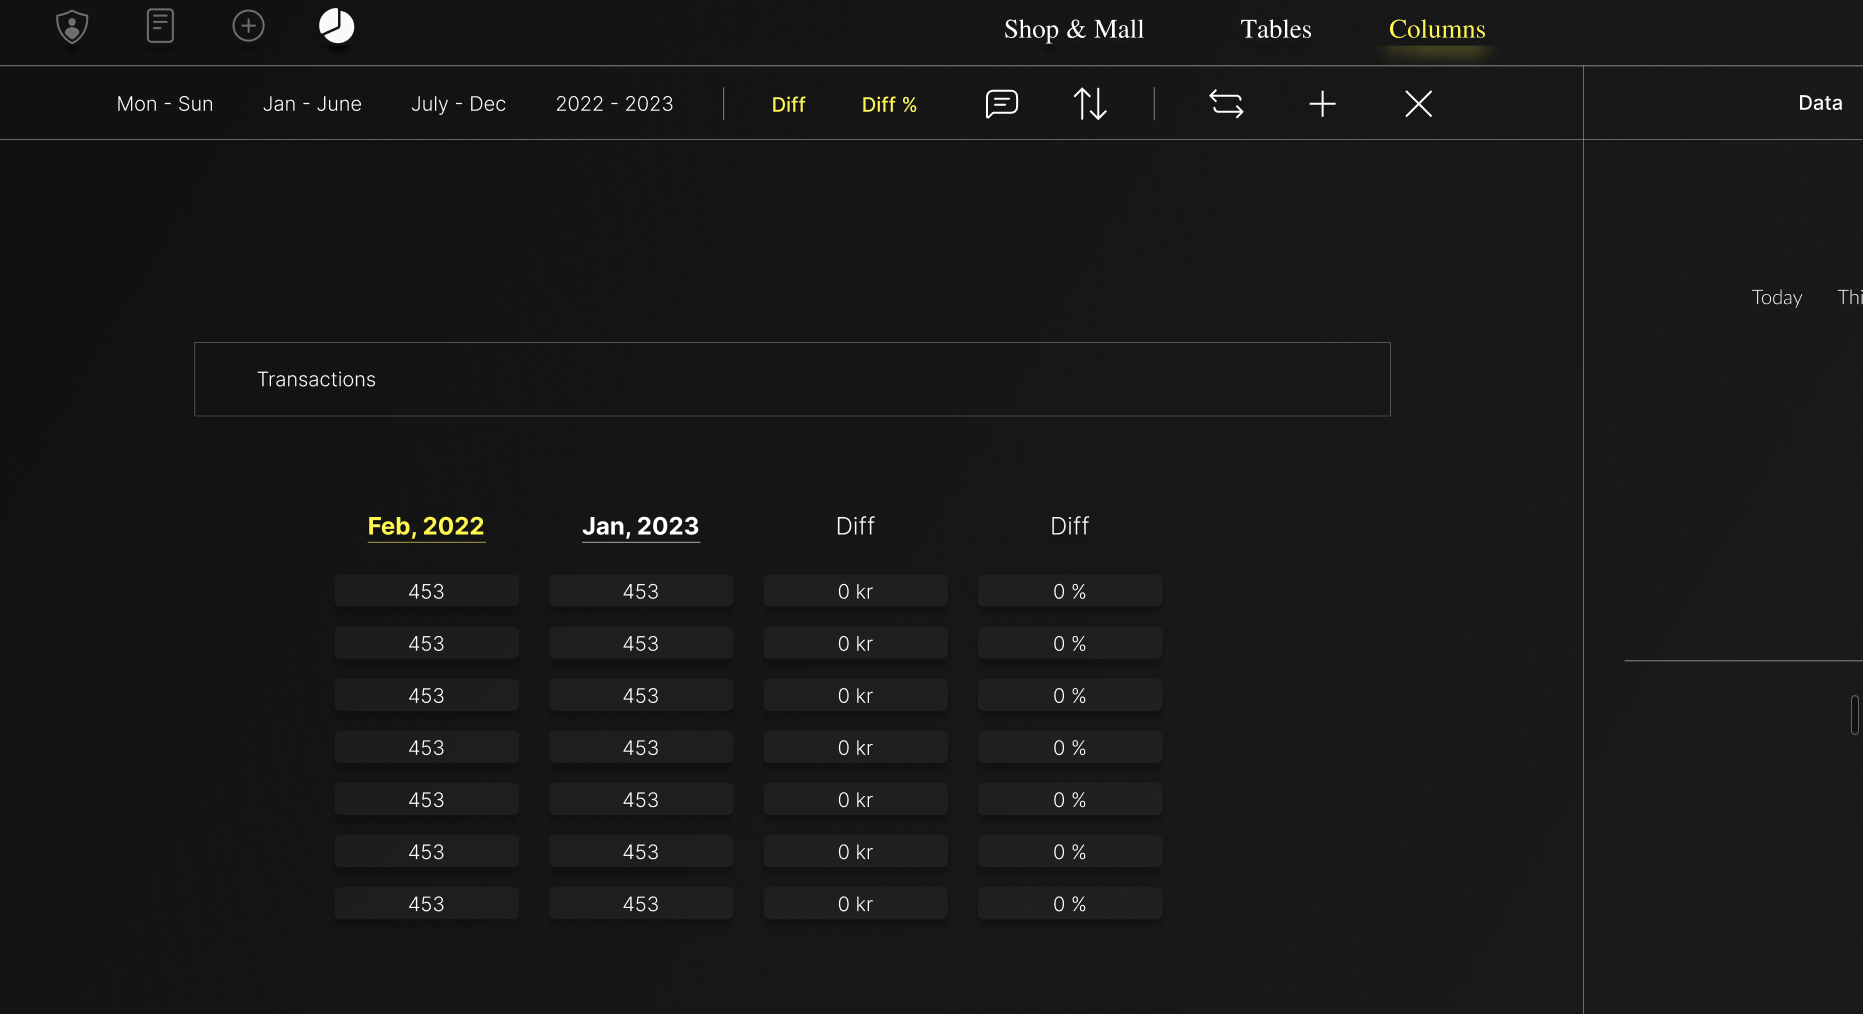 Shop & Mall Tables Columns
Mon - Sun Jan - June July - Dec 2022 - 2023 Diff Diff % Data
Today Thi
Transactions
Feb, 2022 Jan, 2023 Diff Diff
453 453 0 kr 0 %
453 453 0 kr 0 %
453 453 0 kr 0 %
453 453 0 kr 0 %
453 453 0 kr 0 %
453 453 0 kr 0 %
453 453 0 kr 0 %